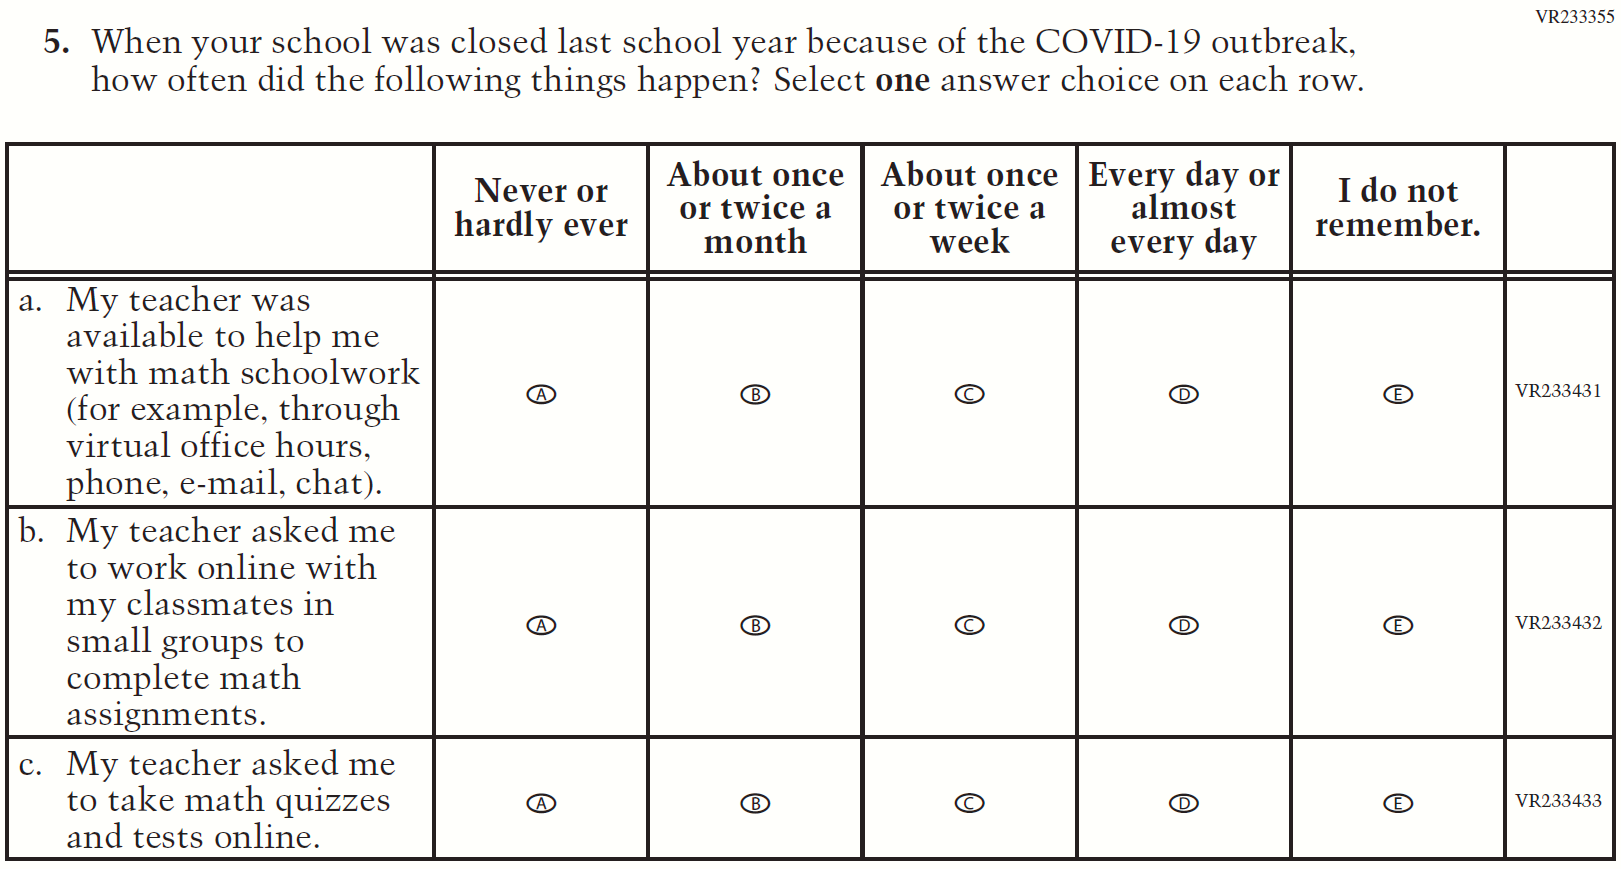 VR233355
5. When your school was closed last school year because of the COVID-19 outbreak,
how often did the following things happen? Select one answer choice on each row.
Never or
hardly ever
About once
or twice a
month
About once
or twice a
week
Every day or
almost
every day
I do not
remember.
a. My teacher was
available to help me
with math schoolwork
(for example, through
virtual office hours,
phone, e-mail, chat).
A B C D E VR233431
b. My teacher asked me
to work online with
my classmates in
small groups to
complete math
assignments.
A B C D E VR233432
c. My teacher asked me
to take math quizzes
and tests online.
A B C D E VR233433